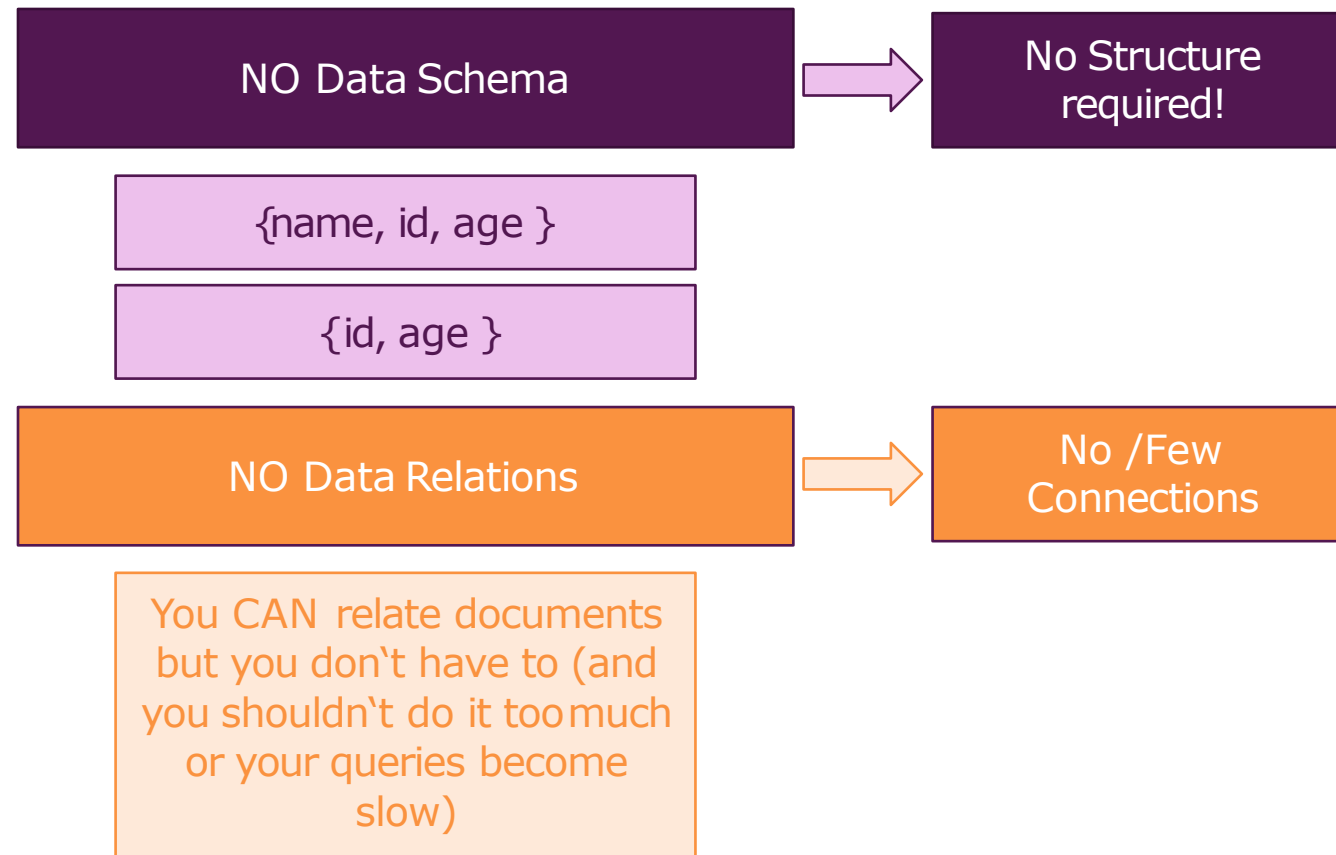 NO Data Schema
No Structure
required!
{name, id, age }
{id, age }
NO Data Relations
No /Few
Connections
You CAN relate documents
but you don‘t have to (and
you shouldn‘t do it too much
or your queries become
slow)